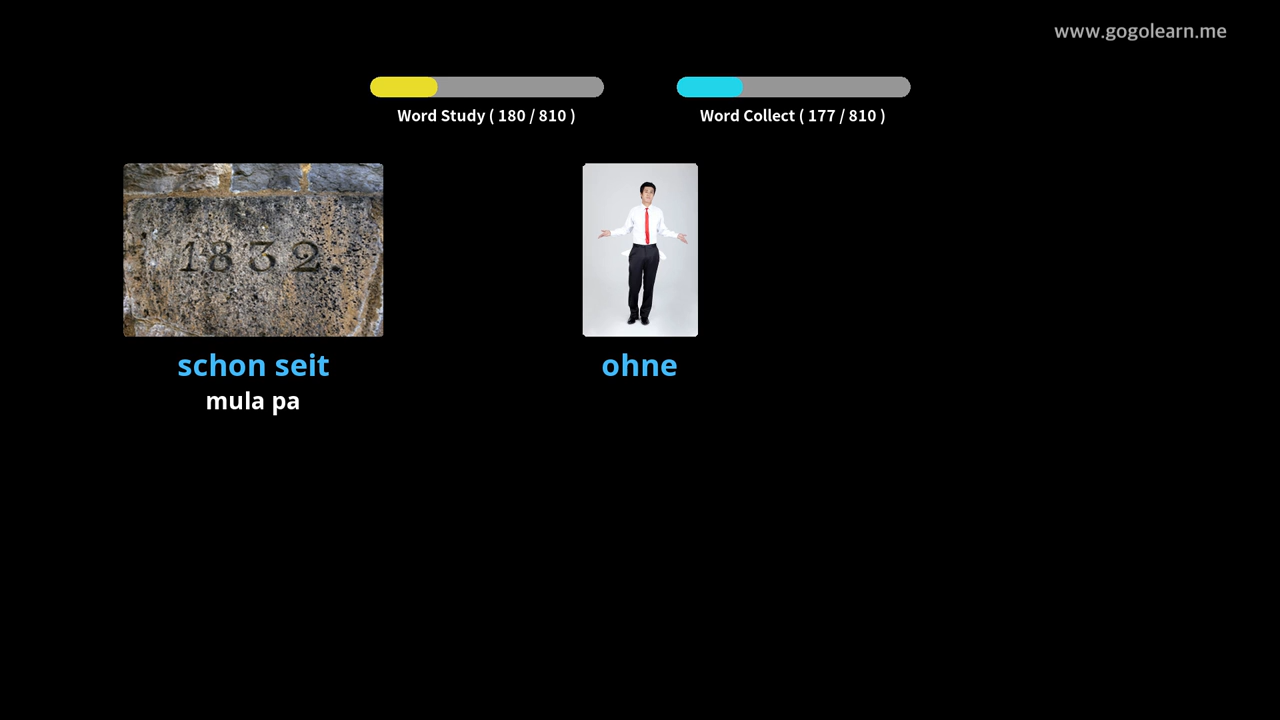 www.gogolearn.me
Word Study ( 180 / 810 )
Word Collect ( 177 / 810 )
1832.
schon seit
mula pa
ohne